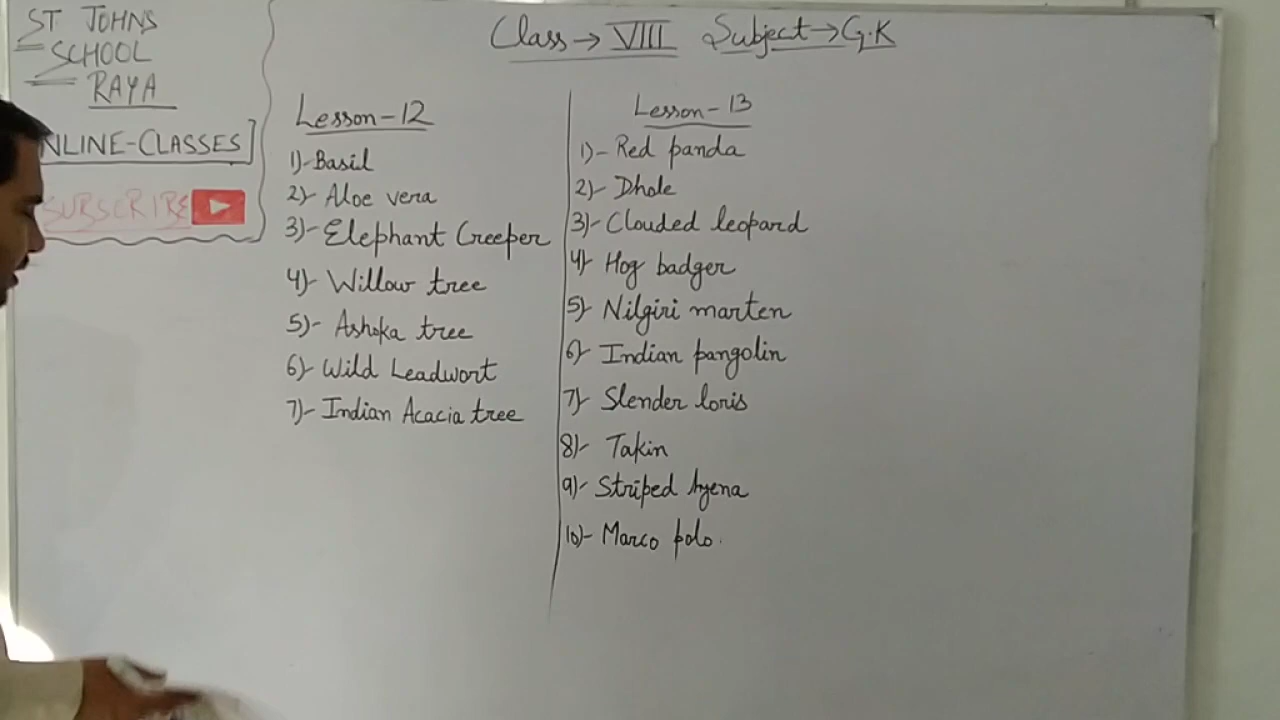 ST JOHNS
SCHOOL
RAYA
NLINE-CLASSES]
SUBSCRIBE
Class → VIII Subject → G.K
Lesson-12
1)- Basil
2)- Aloe vera
3)- Elephant Creeper
4)- Willow tree
5)- Ashoka tree
6)- Wild Leadwort
7)- Indian Acacia tree
Lesson-13
1)- Red panda
2)- Dhole
3)- Clouded leopard
4)- Hog badger
5)- Nilgiri marten
6)- Indian pangolin
7)- Slender loris
8)- Takin
9)- Striped hyena
10)- Marco polo.